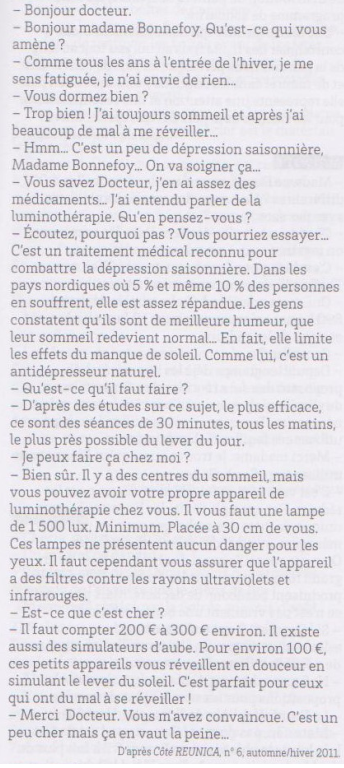 – Bonjour docteur.
– Bonjour madame Bonnefoy. Qu'est-ce qui vous
amène ?
– Comme tous les ans à l'entrée de l'hiver, je me
sens fatiguée, je n'ai envie de rien...
– Vous dormez bien ?
– Trop bien ! J'ai toujours sommeil et après j'ai
beaucoup de mal à me réveiller...
– Hmm... C'est un peu de dépression saisonnière,
Madame Bonnefoy... On va soigner ça...
– Vous savez Docteur, j'en ai assez des
médicaments... J'ai entendu parler de la
luminothérapie. Qu'en pensez-vous ?
– Écoutez, pourquoi pas ? Vous pourriez essayer...
C'est un traitement médical reconnu pour
combattre la dépression saisonnière. Dans les
pays nordiques où 5 % et même 10 % des personnes
en souffrent, elle est assez répandue. Les gens
constatent qu'ils sont de meilleure humeur, que
leur sommeil redevient normal... En fait, elle limite
les effets du manque de soleil. Comme lui, c'est un
antidépresseur naturel.
– Qu'est-ce qu'il faut faire ?
– D'après des études sur ce sujet, le plus efficace,
ce sont des séances de 30 minutes, tous les matins,
le plus près possible du lever du jour.
– Je peux faire ça chez moi ?
– Bien sûr. Il y a des centres du sommeil, mais
vous pouvez avoir votre propre appareil de
luminothérapie chez vous. Il vous faut une lampe
de 1 500 lux. Minimum. Placée à 30 cm de vous.
Ces lampes ne présentent aucun danger pour les
yeux. Il faut cependant vous assurer que l'appareil
a des filtres contre les rayons ultraviolets et
infrarouges.
– Est-ce que c'est cher ?
– Il faut compter 200 € à 300 € environ. Il existe
aussi des simulateurs d'aube. Pour environ 100 €,
ces petits appareils vous réveillent en douceur en
simulant le lever du soleil. C'est parfait pour ceux
qui ont du mal à se réveiller !
– Merci Docteur. Vous m'avez convaincue. C'est un
peu cher mais ça en vaut la peine...
D'après Côté REUNICA, n° 6, automne/hiver 2011.